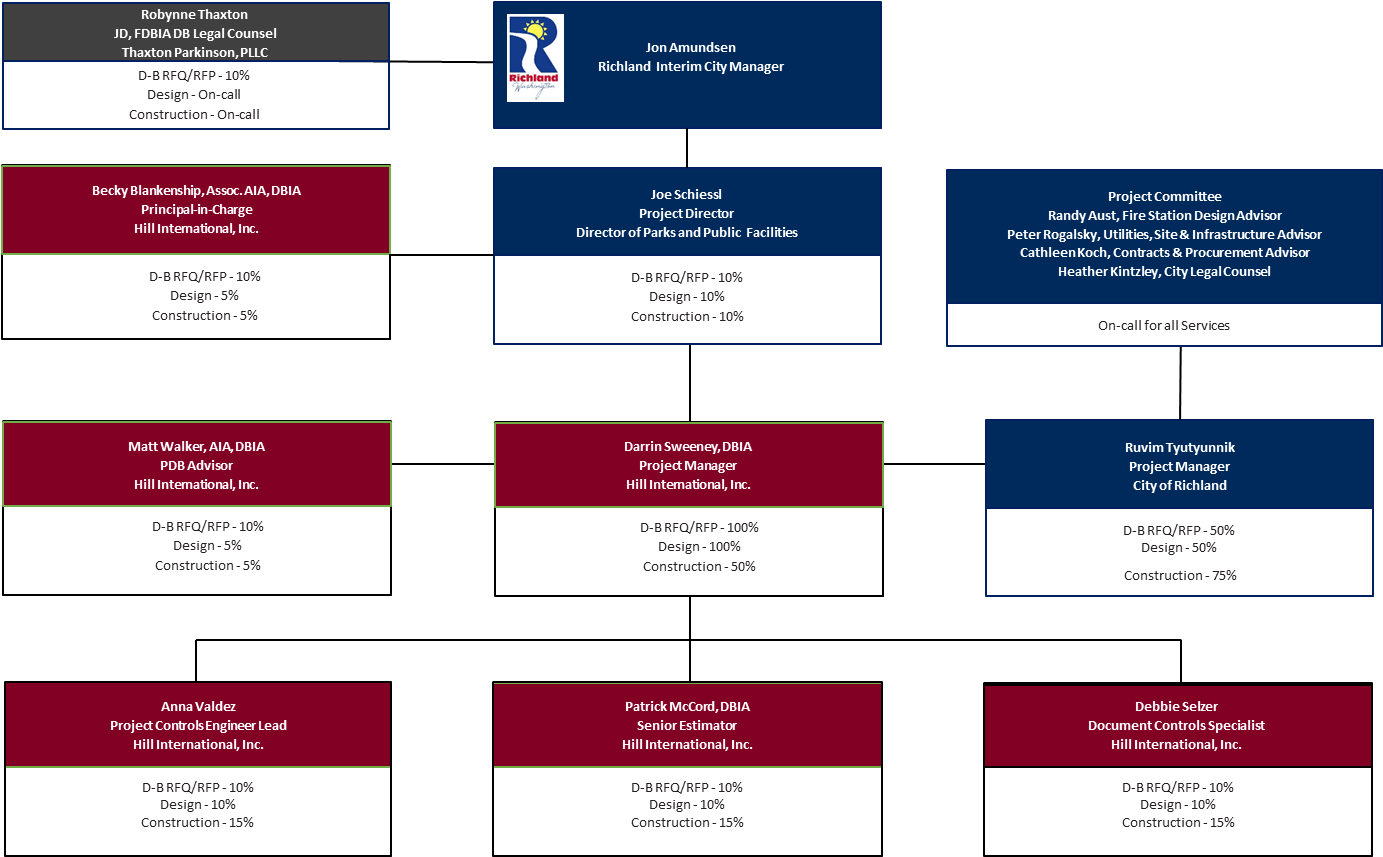 Robynne Thaxton
JD, FDBIA DB Legal Counsel
Thaxton Parkinson, PLLC
D-B RFQ/RFP - 10%
Design - On-call
Construction - On-call
Richland
Washington
Jon Amundsen
Richland Interim City Manager
Becky Blankenship, Assoc. AIA, DBIA
Principal-in-Charge
Hill International, Inc.
D-B RFQ/RFP - 10%
Design - 5%
Construction - 5%
Joe Schiessl
Project Director
Director of Parks and Public Facilities
D-B RFQ/RFP - 10%
Design - 10%
Construction - 10%
Project Committee
Randy Aust, Fire Station Design Advisor
Peter Rogalsky, Utilities, Site & Infrastructure Advisor
Cathleen Koch, Contracts & Procurement Advisor
Heather Kintzley, City Legal Counsel
On-call for all Services
Matt Walker, AIA, DBIA
PDB Advisor
Hill International, Inc.
D-B RFQ/RFP - 10%
Design - 5%
Construction - 5%
Darrin Sweeney, DBIA
Project Manager
Hill International, Inc.
D-B RFQ/RFP - 100%
Design - 100%
Construction - 50%
Ruvim Tyutyunnik
Project Manager
City of Richland
D-B RFQ/RFP - 50%
Design - 50%
Construction - 75%
Anna Valdez
Project Controls Engineer Lead
Hill International, Inc.
D-B RFQ/RFP - 10%
Design - 10%
Construction - 15%
Patrick McCord, DBIA
Senior Estimator
Hill International, Inc.
D-B RFQ/RFP - 10%
Design - 10%
Construction - 15%
Debbie Selzer
Document Controls Specialist
Hill International, Inc.
D-B RFQ/RFP - 10%
Design - 10%
Construction - 15%